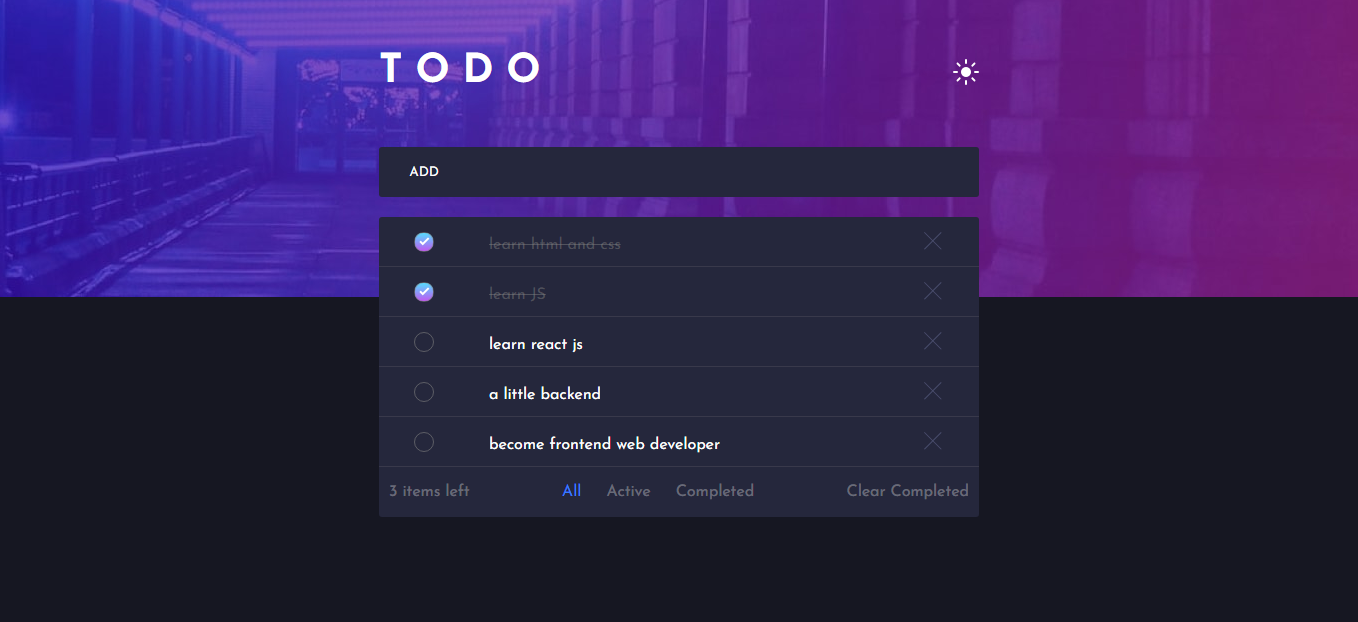 TODO
ADD
learn html and css
learn JS
learn react js
a little backend
become frontend web developer
3 items left All Active Completed Clear Completed